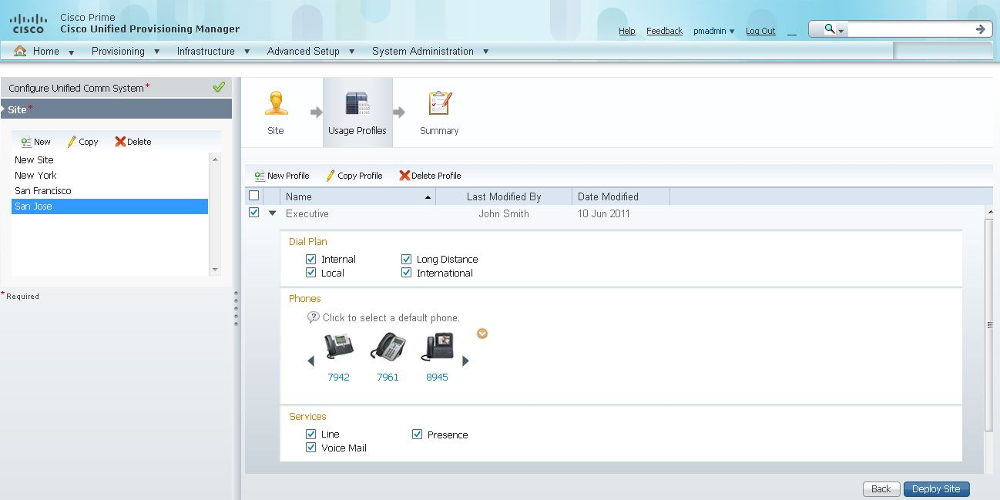 Cisco Prime
CISCO
Cisco Unified Provisioning Manager
Help Feedback pmadmin Log Out
Home Provisioning Infrastructure Advanced Setup System Administration
Configure Unified Comm System*
Site*
New Copy Delete
New Site
New York
San Francisco
San Jose
* Required
Site
Usage Profiles
Summary
New Profile Copy Profile Delete Profile
Name Last Modified By Date Modified
Executive John Smith 10 Jun 2011
Dial Plan
Internal Long Distance
Local International
Phones
? Click to select a default phone.
7942 7961 8945
Services
Line Presence
Voice Mail
Back Deploy Site